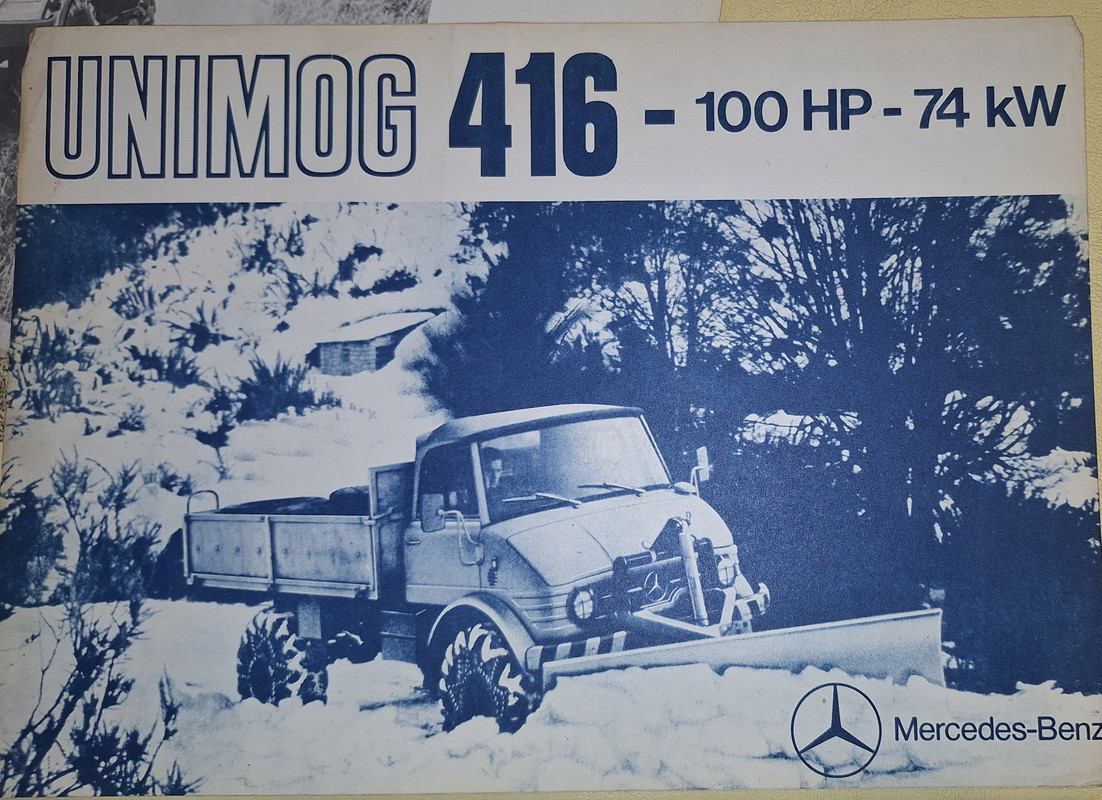 UNIMOG 416 - 100 HP - 74 kW
Mercedes-Benz